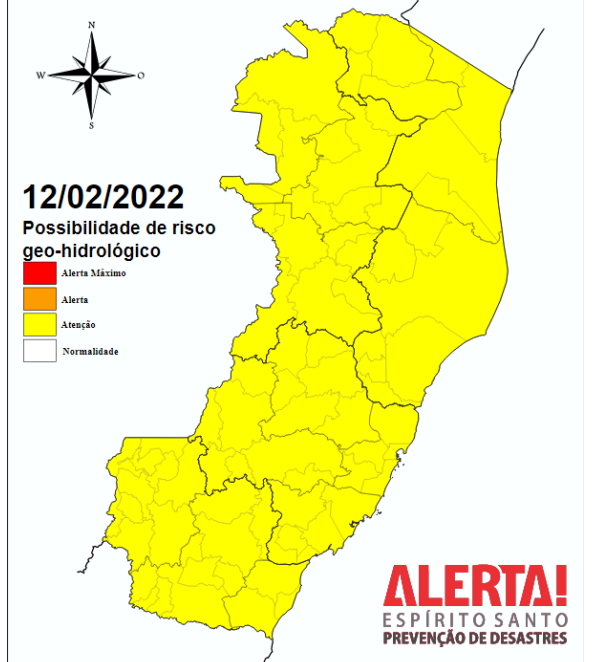 N
W
O
S
12/02/2022
Possibilidade de risco
geo-hidrológico
Alerta Máximo
Alerta
Atenção
Normalidade
ALERTA!
ESPÍRITO SANTO
PREVENÇÃO DE DESASTRES